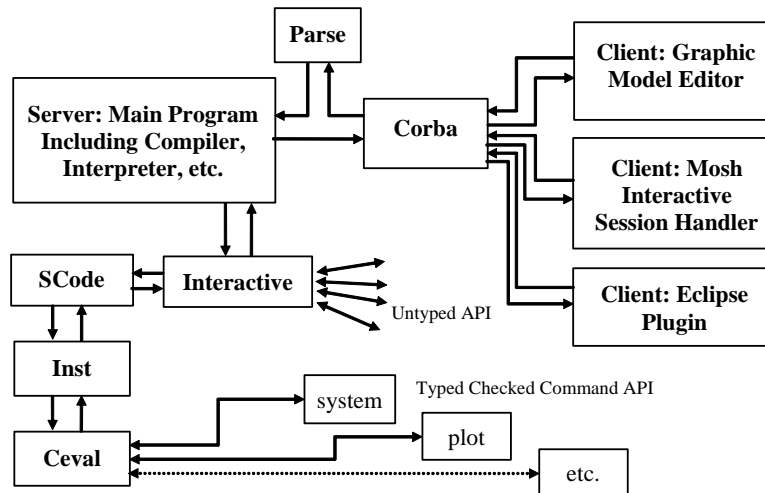 Parse
Client: Graphic
Model Editor
Server: Main Program
Including Compiler,
Interpreter, etc.
Corba
Client: Mosh
Interactive
Session Handler
SCode
Interactive
Untyped API
Client: Eclipse
Plugin
Inst
system
Typed Checked Command API
plot
Ceval
etc.